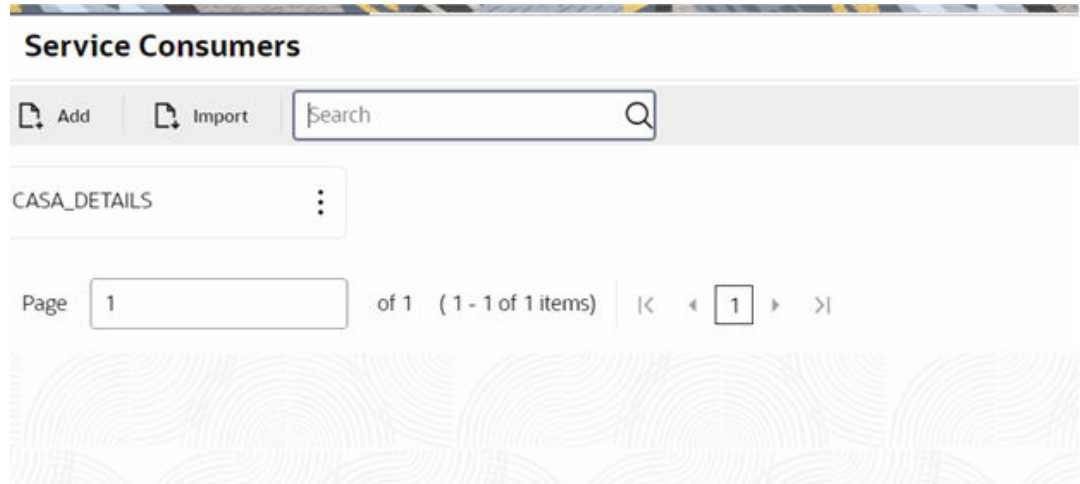 Service Consumers
Add Import Search
CASA_DETAILS
Page 1 of 1 ( 1 - 1 of 1 items) 1